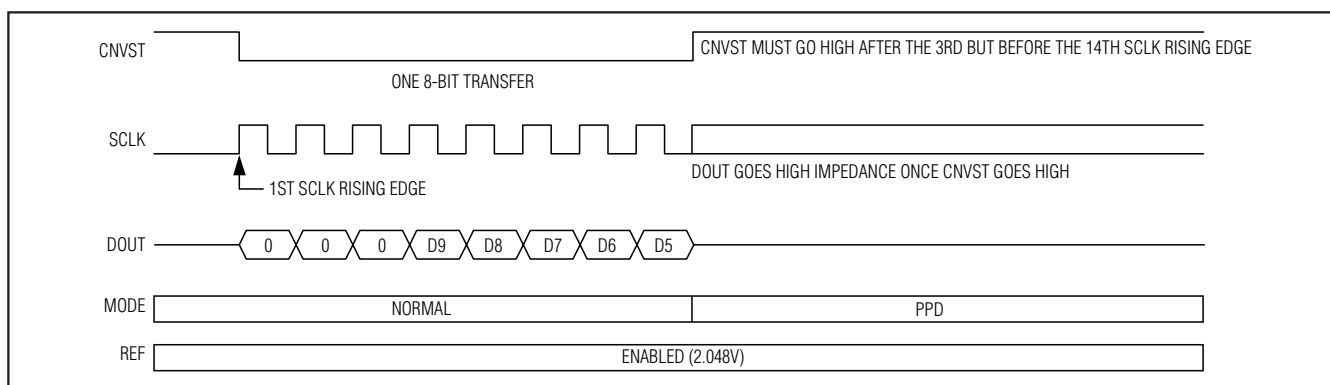 CNVST
CNVST MUST GO HIGH AFTER THE 3RD BUT BEFORE THE 14TH SCLK RISING EDGE
ONE 8-BIT TRANSFER
SCLK
DOUT GOES HIGH IMPEDANCE ONCE CNVST GOES HIGH
1ST SCLK RISING EDGE
DOUT
0 0 0 D9 D8 D7 D6 D5
MODE
NORMAL
PPD
REF
ENABLED (2.048V)